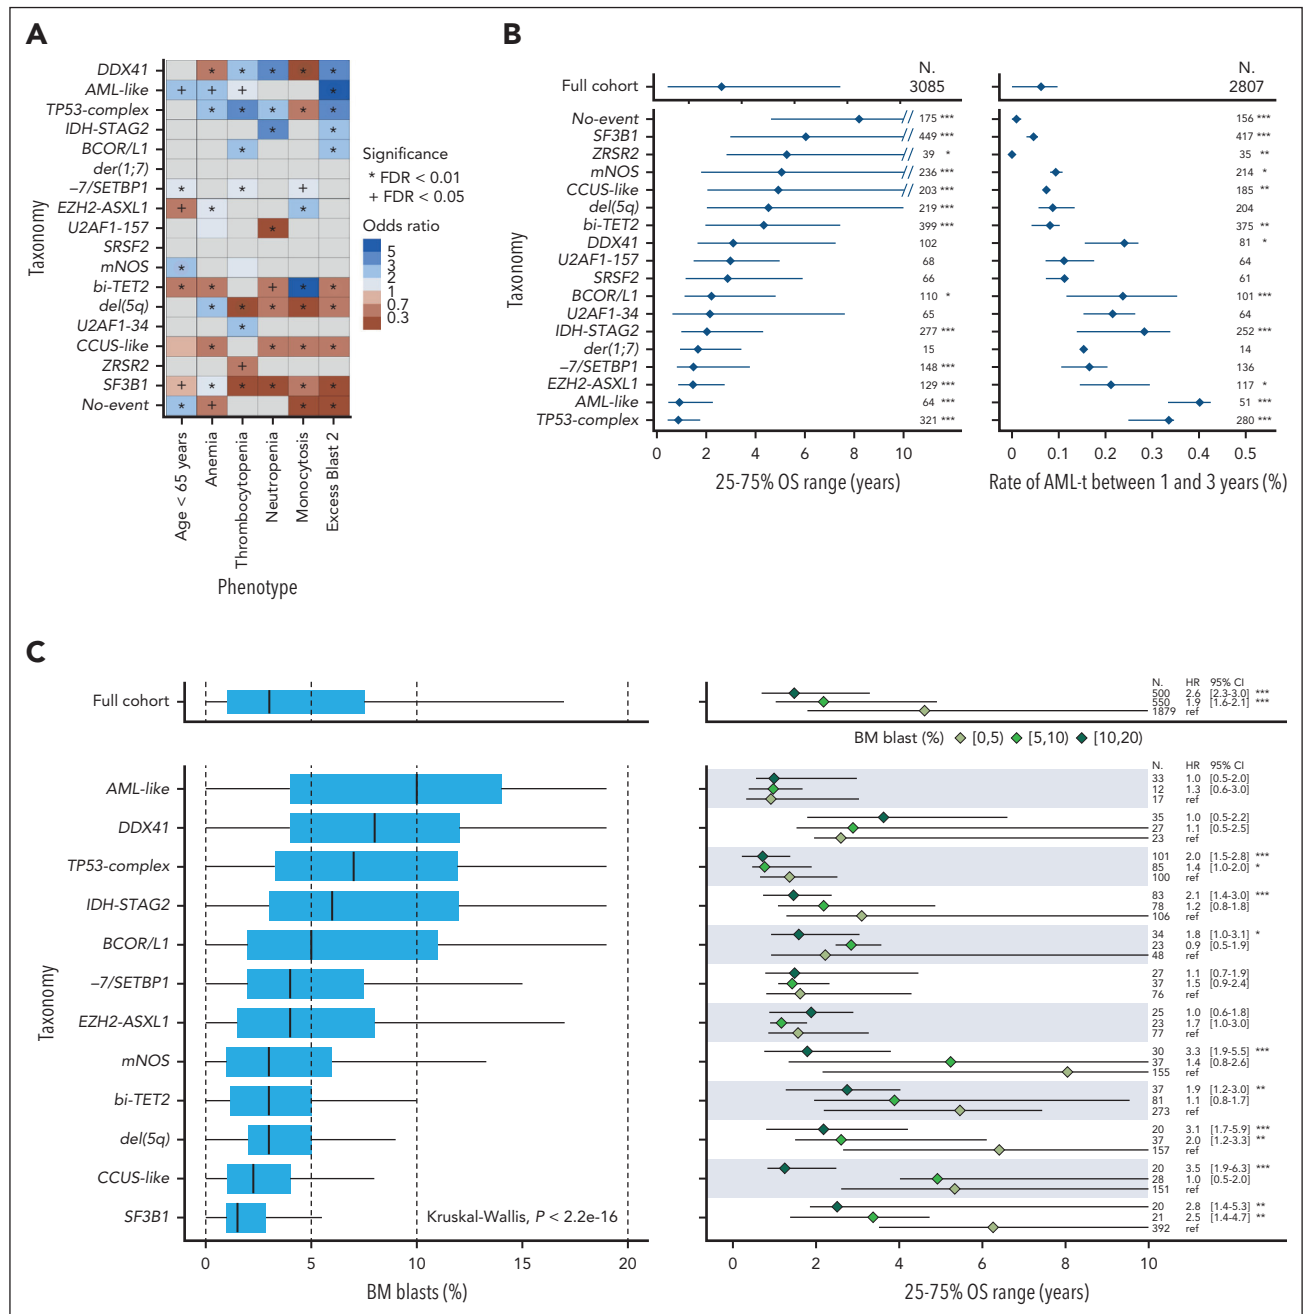 A
DDX41
AML-like
TP53-complex
IDH-STAG2
BCOR/L1
der(1;7)
–7/SETBP1
EZH2-ASXL1
U2AF1-157
SRSF2
mNOS
bi-TET2
del(5q)
U2AF1-34
CCUS-like
ZRSR2
SF3B1
No-event
Taxonomy
Age < 65 years
Anemia
Thrombocytopenia
Neutropenia
Monocytosis
Excess Blast 2
Phenotype
Significance
* FDR < 0.01
+ FDR < 0.05
Odds ratio
5
3
2
1
0.7
0.3
B
N. N.
Full cohort 3085 2807
No-event 175 *** 156 ***
SF3B1 449 *** 417 ***
ZRSR2 39 * 35 **
mNOS 236 *** 214 *
CCUS-like 203 *** 185 **
del(5q) 219 *** 204
bi-TET2 399 *** 375 **
DDX41 102 81 *
U2AF1-157 68 64
SRSF2 66 61
BCOR/L1 110 * 101 ***
U2AF1-34 65 64
IDH-STAG2 277 *** 252 ***
der(1;7) 15 14
–7/SETBP1 148 *** 136
EZH2-ASXL1 129 *** 117 *
AML-like 64 *** 51 ***
TP53-complex 321 *** 280 ***
Taxonomy
0 2 4 6 8 10
25-75% OS range (years)
0 0.1 0.2 0.3 0.4 0.5
Rate of AML-t between 1 and 3 years (%)
C
Full cohort
N. HR 95% CI
500 2.6 [2.3-3.0] ***
550 1.9 [1.6-2.1] ***
1879 ref
BM blast (%) [0,5) [5,10) [10,20)
N. HR 95% CI
AML-like
33 1.0 [0.5-2.0]
12 1.3 [0.6-3.0]
17 ref
DDX41
35 1.0 [0.5-2.2]
27 1.1 [0.5-2.5]
23 ref
TP53-complex
101 2.0 [1.5-2.8] ***
85 1.4 [1.0-2.0] *
100 ref
IDH-STAG2
83 2.1 [1.4-3.0] ***
78 1.2 [0.8-1.8]
106 ref
BCOR/L1
34 1.8 [1.0-3.1] *
23 0.9 [0.5-1.9]
48 ref
–7/SETBP1
27 1.1 [0.7-1.9]
37 1.5 [0.9-2.4]
76 ref
EZH2-ASXL1
25 1.0 [0.6-1.8]
23 1.7 [1.0-3.0]
77 ref
mNOS
30 3.3 [1.9-5.5] ***
37 1.4 [0.8-2.6]
155 ref
bi-TET2
37 1.9 [1.2-3.0] **
81 1.1 [0.8-1.7]
273 ref
del(5q)
20 3.1 [1.7-5.9] ***
37 2.0 [1.2-3.3] **
157 ref
CCUS-like
20 3.5 [1.9-6.3] ***
28 1.0 [0.5-2.0]
151 ref
SF3B1
20 2.8 [1.4-5.3] **
21 2.5 [1.4-4.7] **
392 ref
Taxonomy
Kruskal-Wallis, P < 2.2e-16
0 5 10 15 20
BM blasts (%)
0 2 4 6 8 10
25-75% OS range (years)